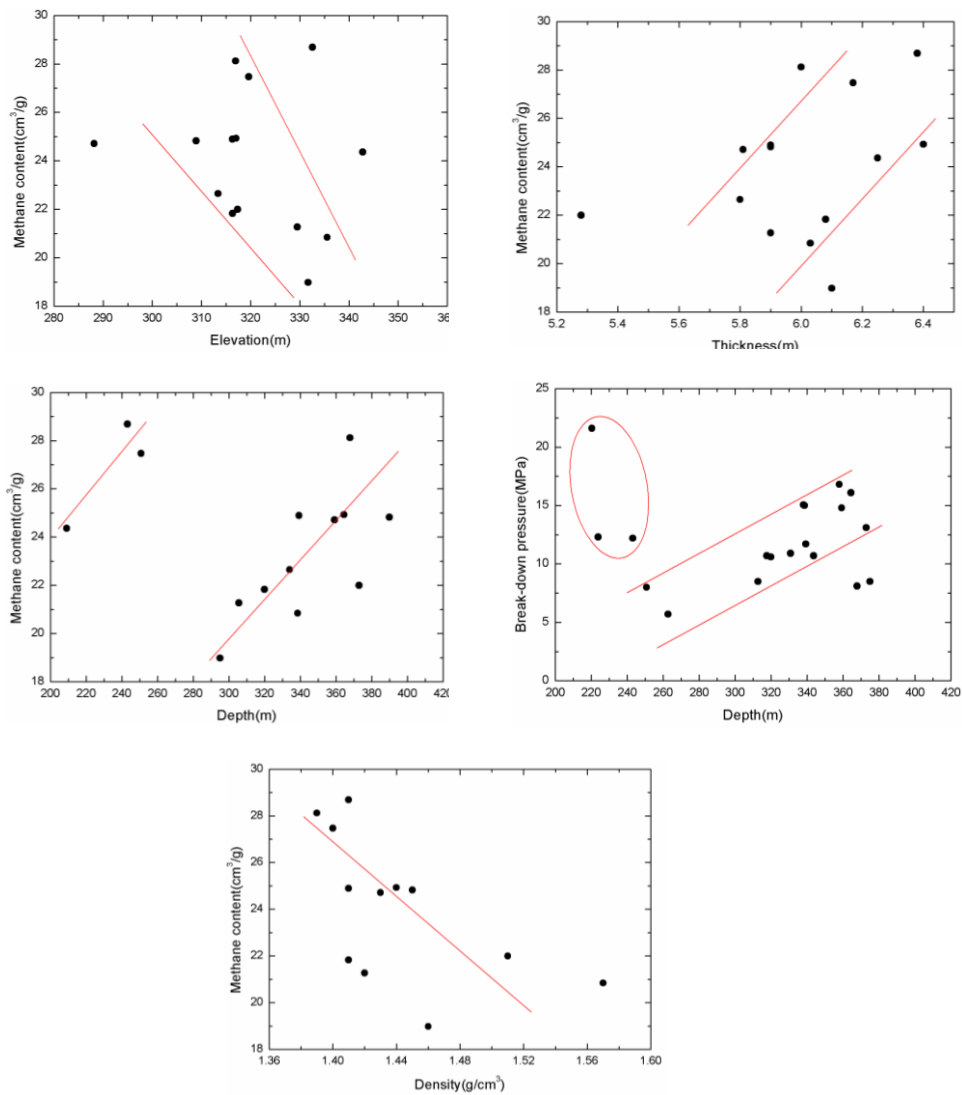 30
28
26
24
22
20
18
Methane content(cm³/g)
280 290 300 310 320 330 340 350 36
Elevation(m)
30
28
26
24
22
20
18
16
14
12
Methane content(cm³/g)
5.2 5.4 5.6 5.8 6.0 6.2 6.4
Thickness(m)
30
28
26
24
22
20
18
Methane content(cm³/g)
200 220 240 260 280 300 320 340 360 380 400 420
Depth(m)
25
20
15
10
5
0
Break-down pressure(MPa)
200 220 240 260 280 300 320 340 360 380 400 420
Depth(m)
30
28
26
24
22
20
18
Methane content(cm³/g)
1.36 1.40 1.44 1.48 1.52 1.56 1.60
Density(g/cm³)